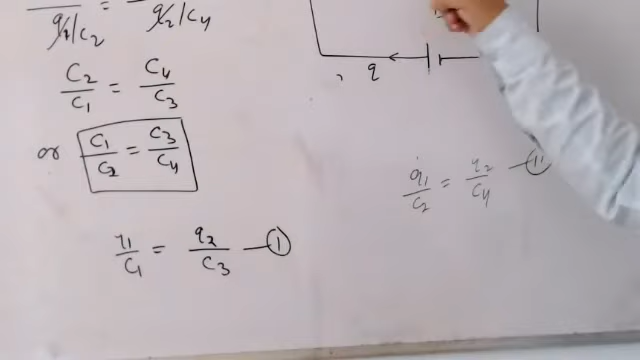 q1/C2 = q2/C4
C2/C1 = C4/C3
or C1/C2 = C3/C4
q1/C1 = q2/C3 — 1
q
q1/C2 = q2/C4 — 11